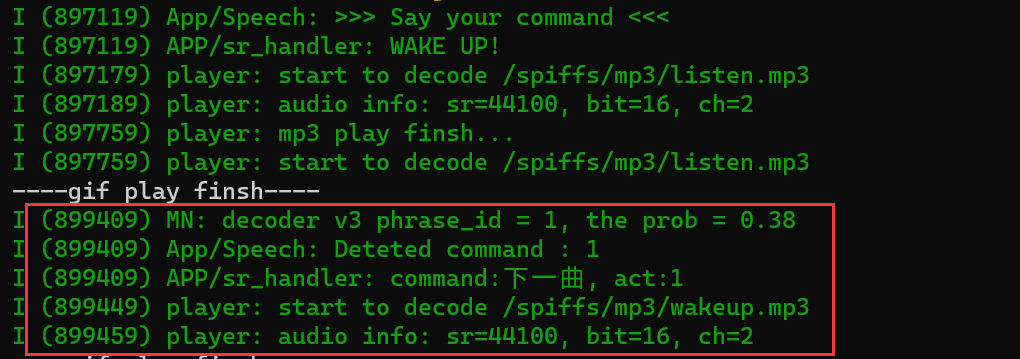 I (897119) App/Speech: >>> Say your command <<<
I (897119) APP/sr_handler: WAKE UP!
I (897179) player: start to decode /spiffs/mp3/listen.mp3
I (897189) player: audio info: sr=44100, bit=16, ch=2
I (897759) player: mp3 play finsh...
I (897759) player: start to decode /spiffs/mp3/listen.mp3
----gif play finsh----
I (899409) MN: decoder v3 phrase_id = 1, the prob = 0.38
I (899409) App/Speech: Deteted command : 1
I (899409) APP/sr_handler: command:下一曲, act:1
I (899449) player: start to decode /spiffs/mp3/wakeup.mp3
I (899459) player: audio info: sr=44100, bit=16, ch=2